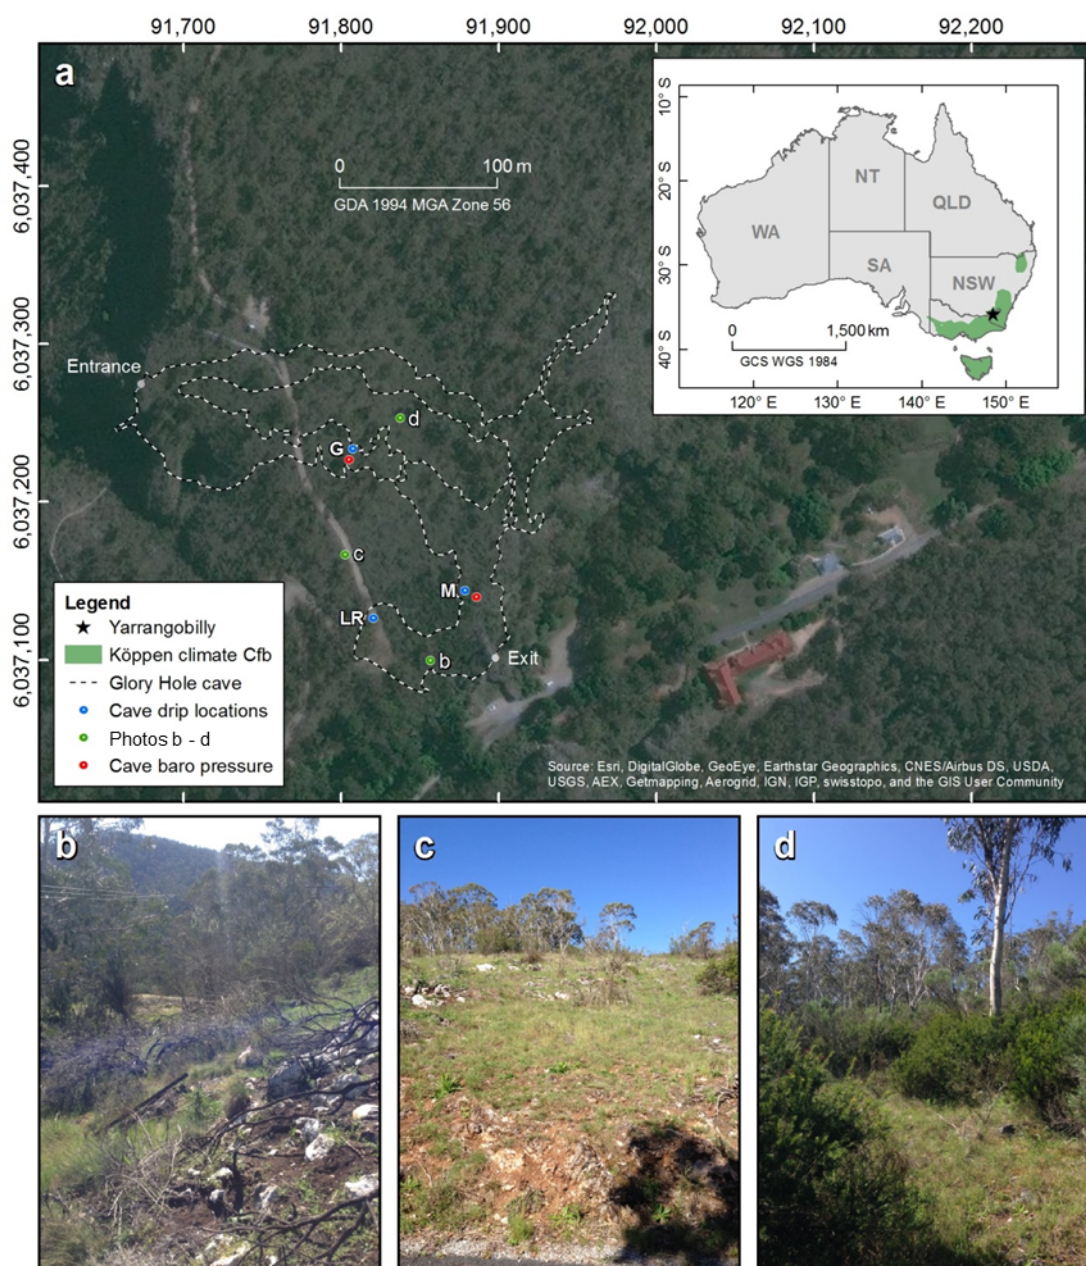 91,700 91,800 91,900 92,000 92,100 92,200
a
6,037,400
6,037,300
6,037,200
6,037,100
0 100 m
GDA 1994 MGA Zone 56
10° S
20° S
30° S
40° S
NT
QLD
WA
SA
NSW
0 1,500 km
GCS WGS 1984
120° E 130° E 140° E 150° E
Entrance
d
G
c
M
LR
b
Exit
Legend
Yarrangobilly
Köppen climate Cfb
Glory Hole cave
Cave drip locations
Photos b - d
Cave baro pressure
Source: Esri, DigitalGlobe, GeoEye, Earthstar Geographics, CNES/Airbus DS, USDA,
USGS, AEX, Getmapping, Aerogrid, IGN, IGP, swisstopo, and the GIS User Community
b
c
d